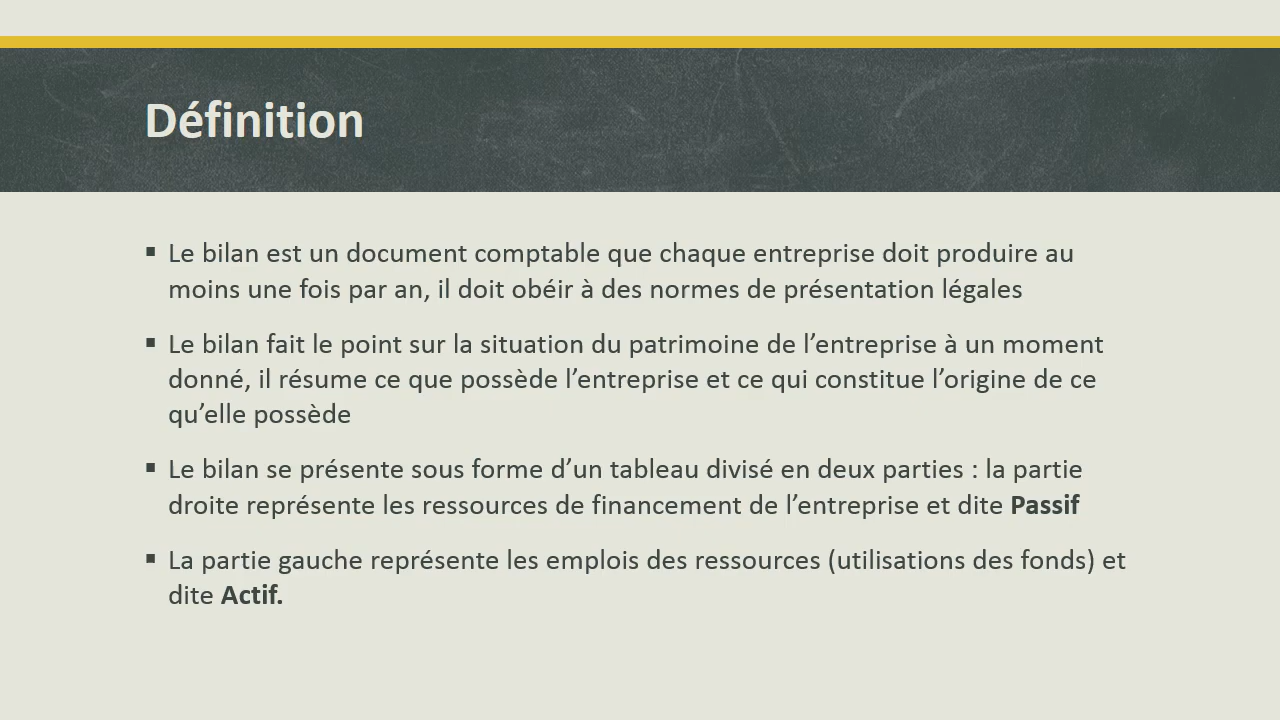 Définition
▪ Le bilan est un document comptable que chaque entreprise doit produire au
moins une fois par an, il doit obéir à des normes de présentation légales
▪ Le bilan fait le point sur la situation du patrimoine de l’entreprise à un moment
donné, il résume ce que possède l’entreprise et ce qui constitue l’origine de ce
qu’elle possède
▪ Le bilan se présente sous forme d’un tableau divisé en deux parties : la partie
droite représente les ressources de financement de l’entreprise et dite Passif
▪ La partie gauche représente les emplois des ressources (utilisations des fonds) et
dite Actif.